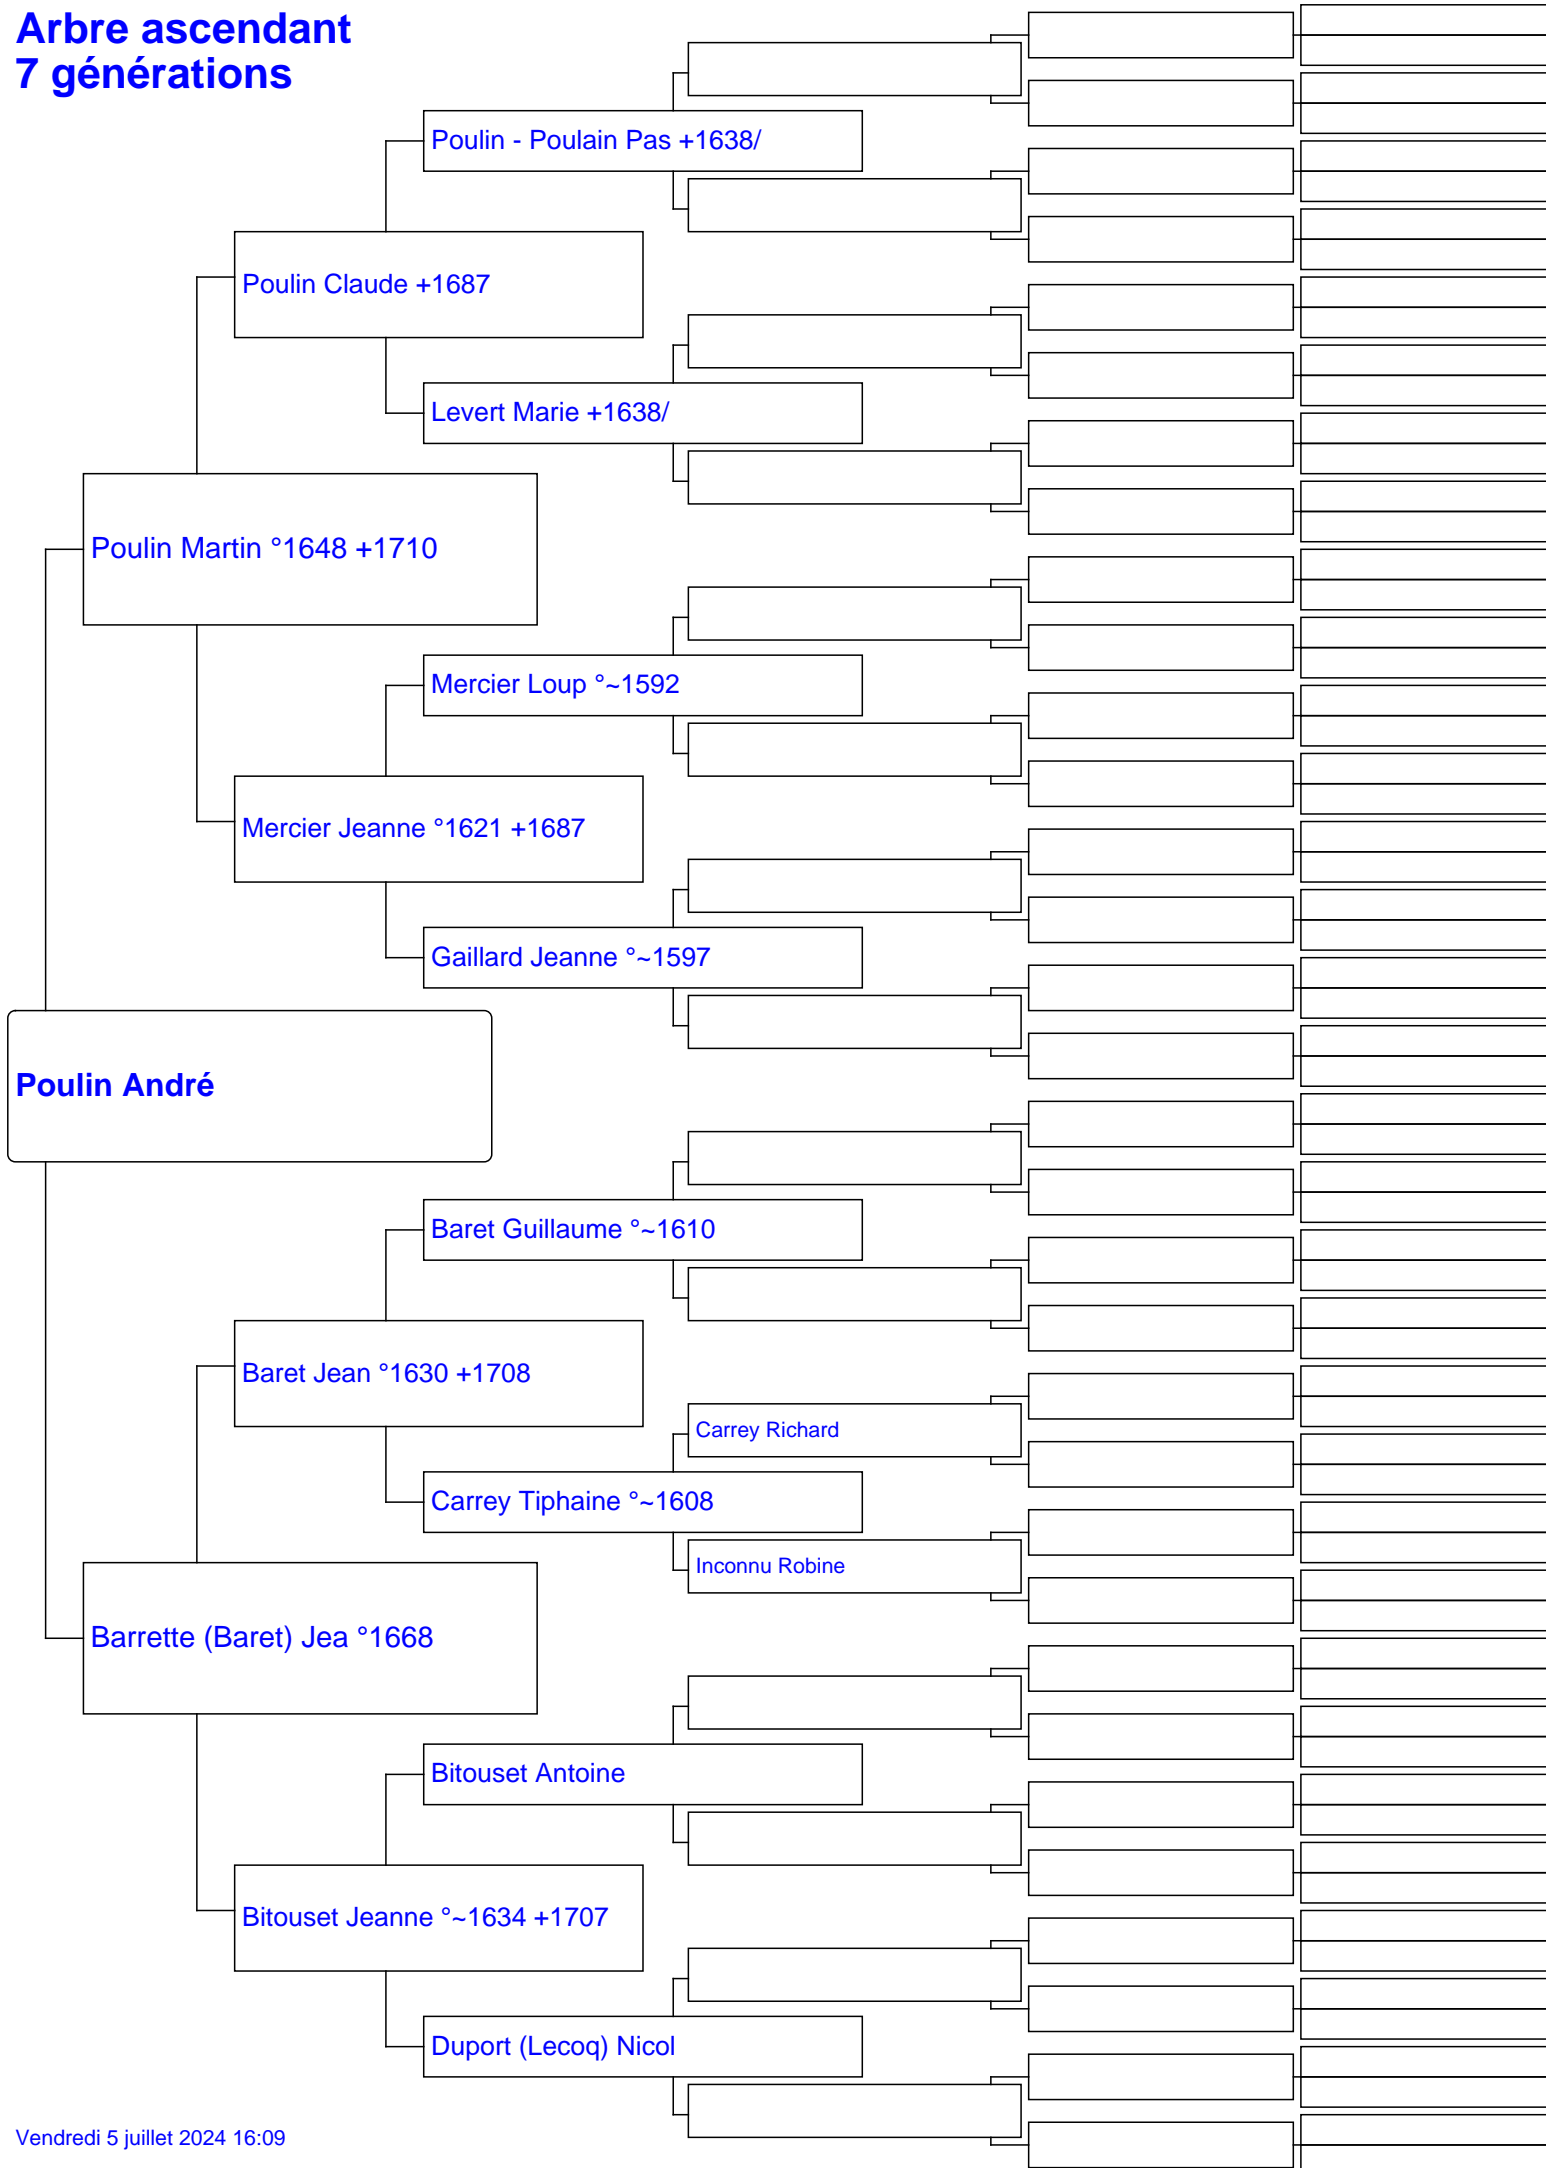 Arbre ascendant
7 générations
Poulin - Poulain Pas +1638/
Poulin Claude +1687
Levert Marie +1638/
Poulin Martin °1648 +1710
Mercier Loup °~1592
Mercier Jeanne °1621 +1687
Gaillard Jeanne °~1597
Poulin André
Baret Guillaume °~1610
Baret Jean °1630 +1708
Carrey Richard
Carrey Tiphaine °~1608
Inconnu Robine
Barrette (Baret) Jea °1668
Bitouset Antoine
Bitouset Jeanne °~1634 +1707
Duport (Lecoq) Nicol
Vendredi 5 juillet 2024 16:09